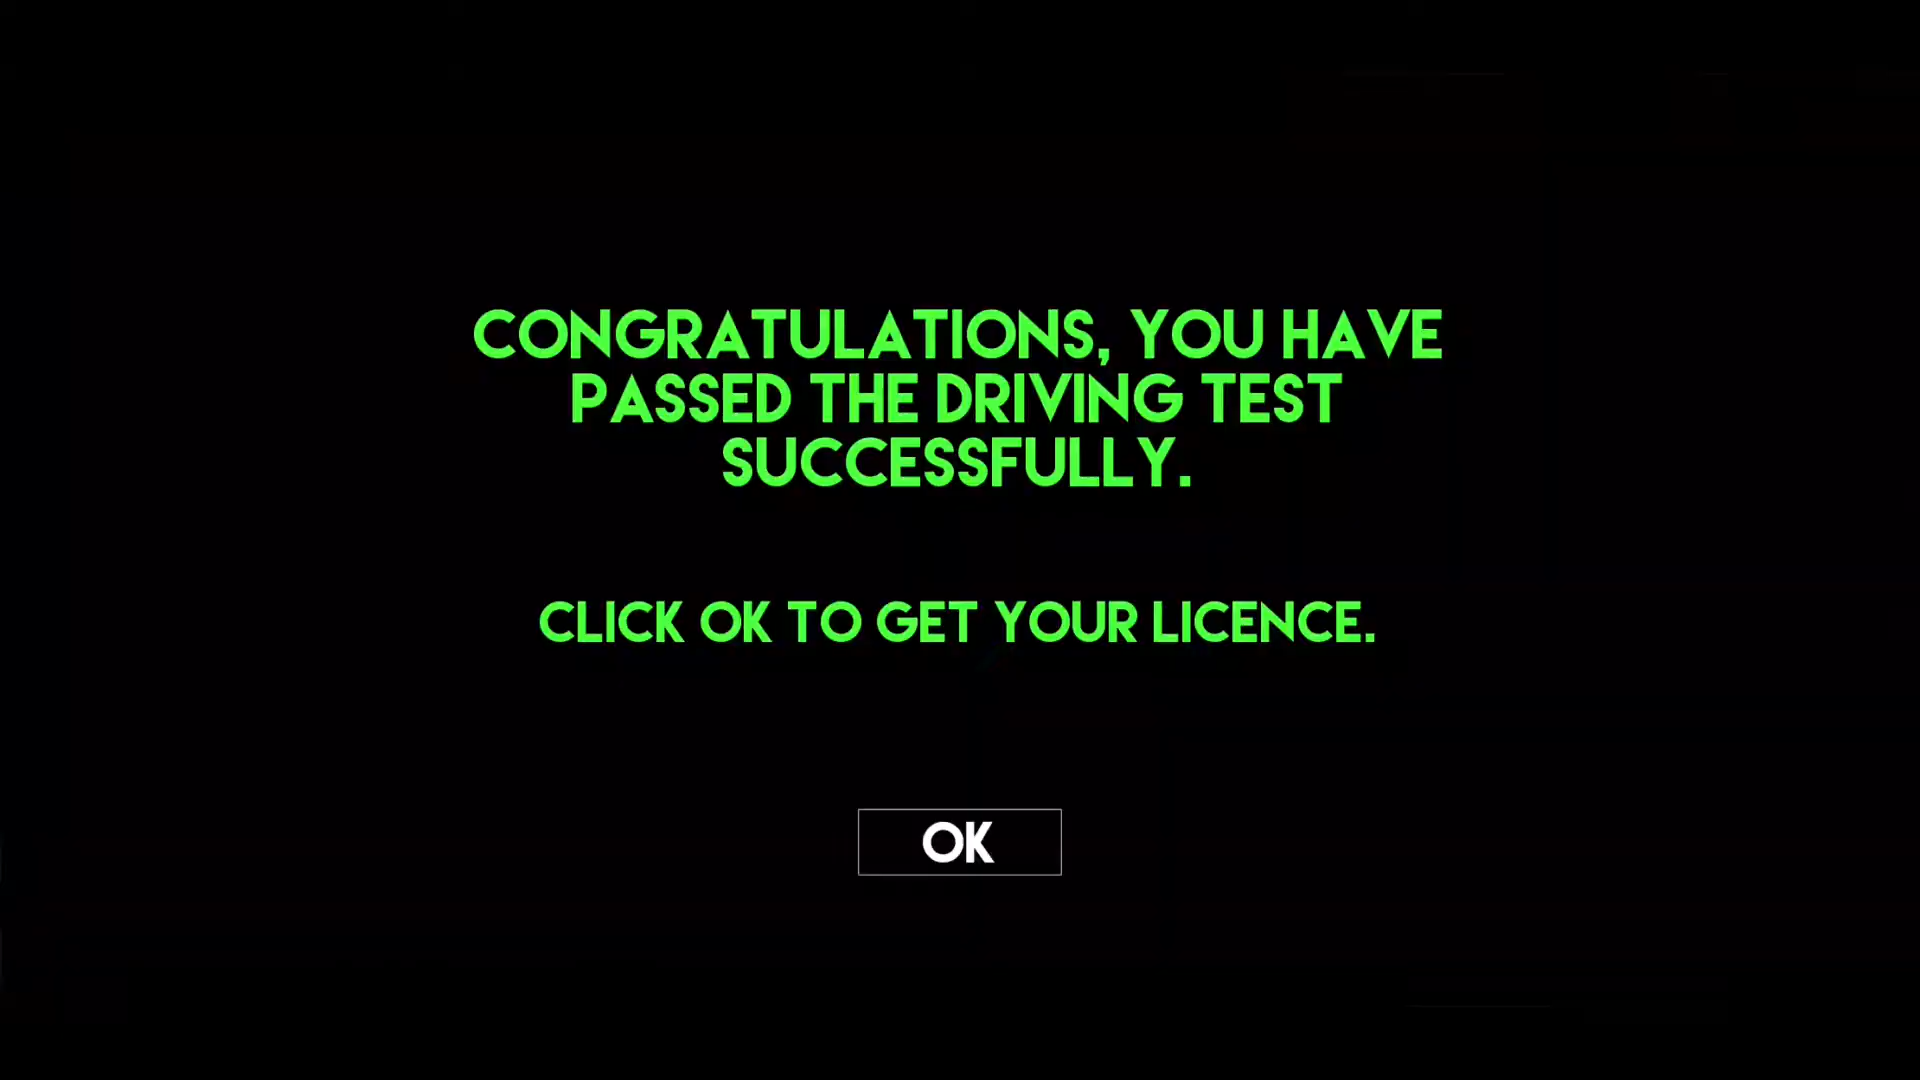 CONGRATULATIONS, YOU HAVE
PASSED THE DRIVING TEST
SUCCESSFULLY.
CLICK OK TO GET YOUR LICENCE.
OK